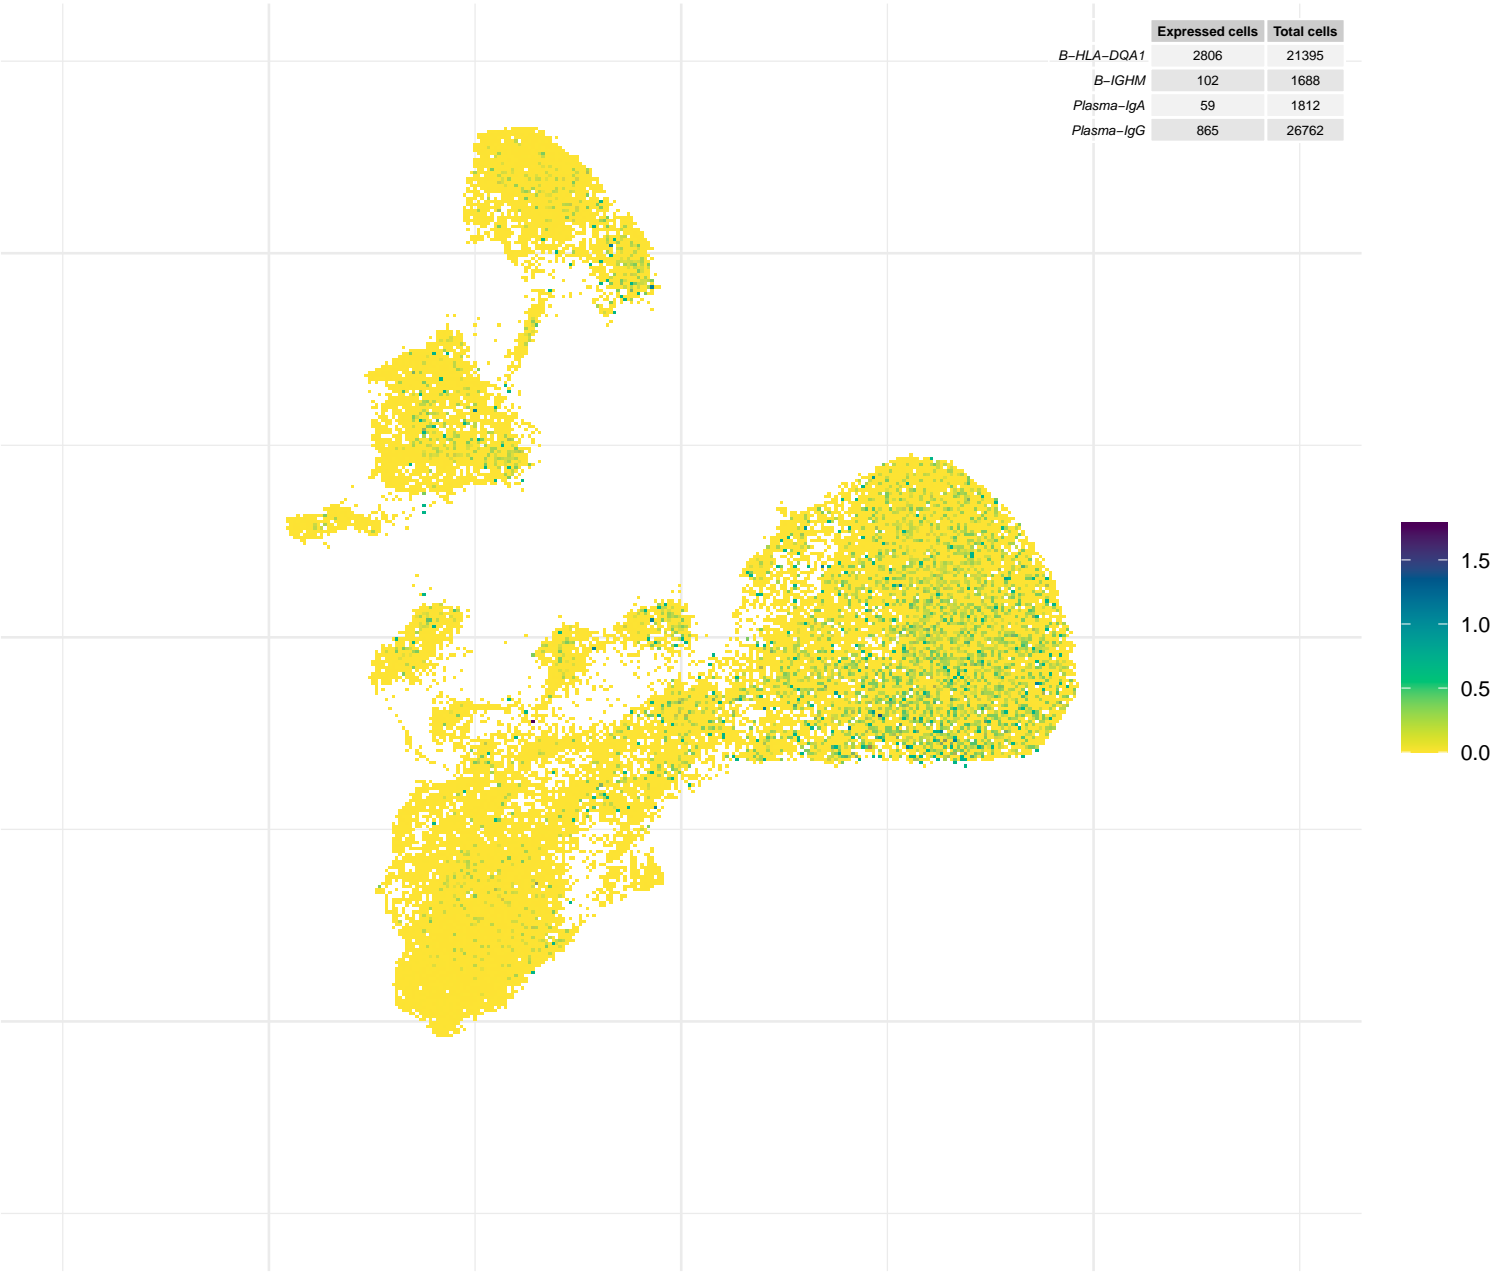 Expressed cells Total cells
B−HLA−DQA1 2806 21395
B−IGHM 102 1688
Plasma−IgA 59 1812
Plasma−IgG 865 26762
1.5
1.0
0.5
0.0